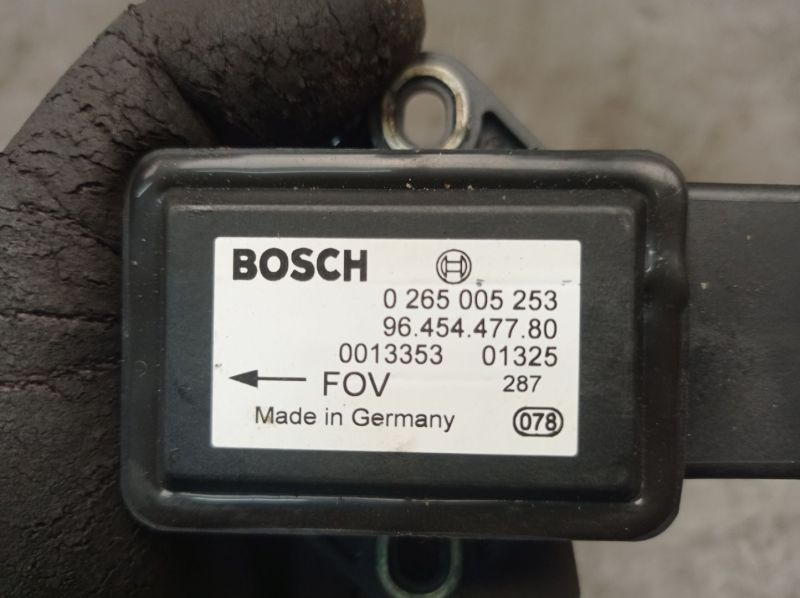 BOSCH
0 265 005 253
96.454.477.80
0013353 01325
FOV 287
Made in Germany 078